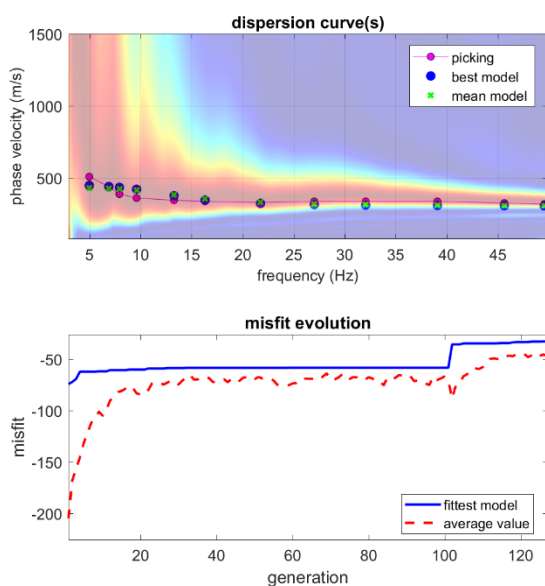 dispersion curve(s)
1500
1000
500
phase velocity (m/s)
picking
best model
mean model
5 10 15 20 25 30 35 40 45
frequency (Hz)
misfit evolution
-50
-100
-150
-200
misfit
fittest model
average value
20 40 60 80 100 120
generation